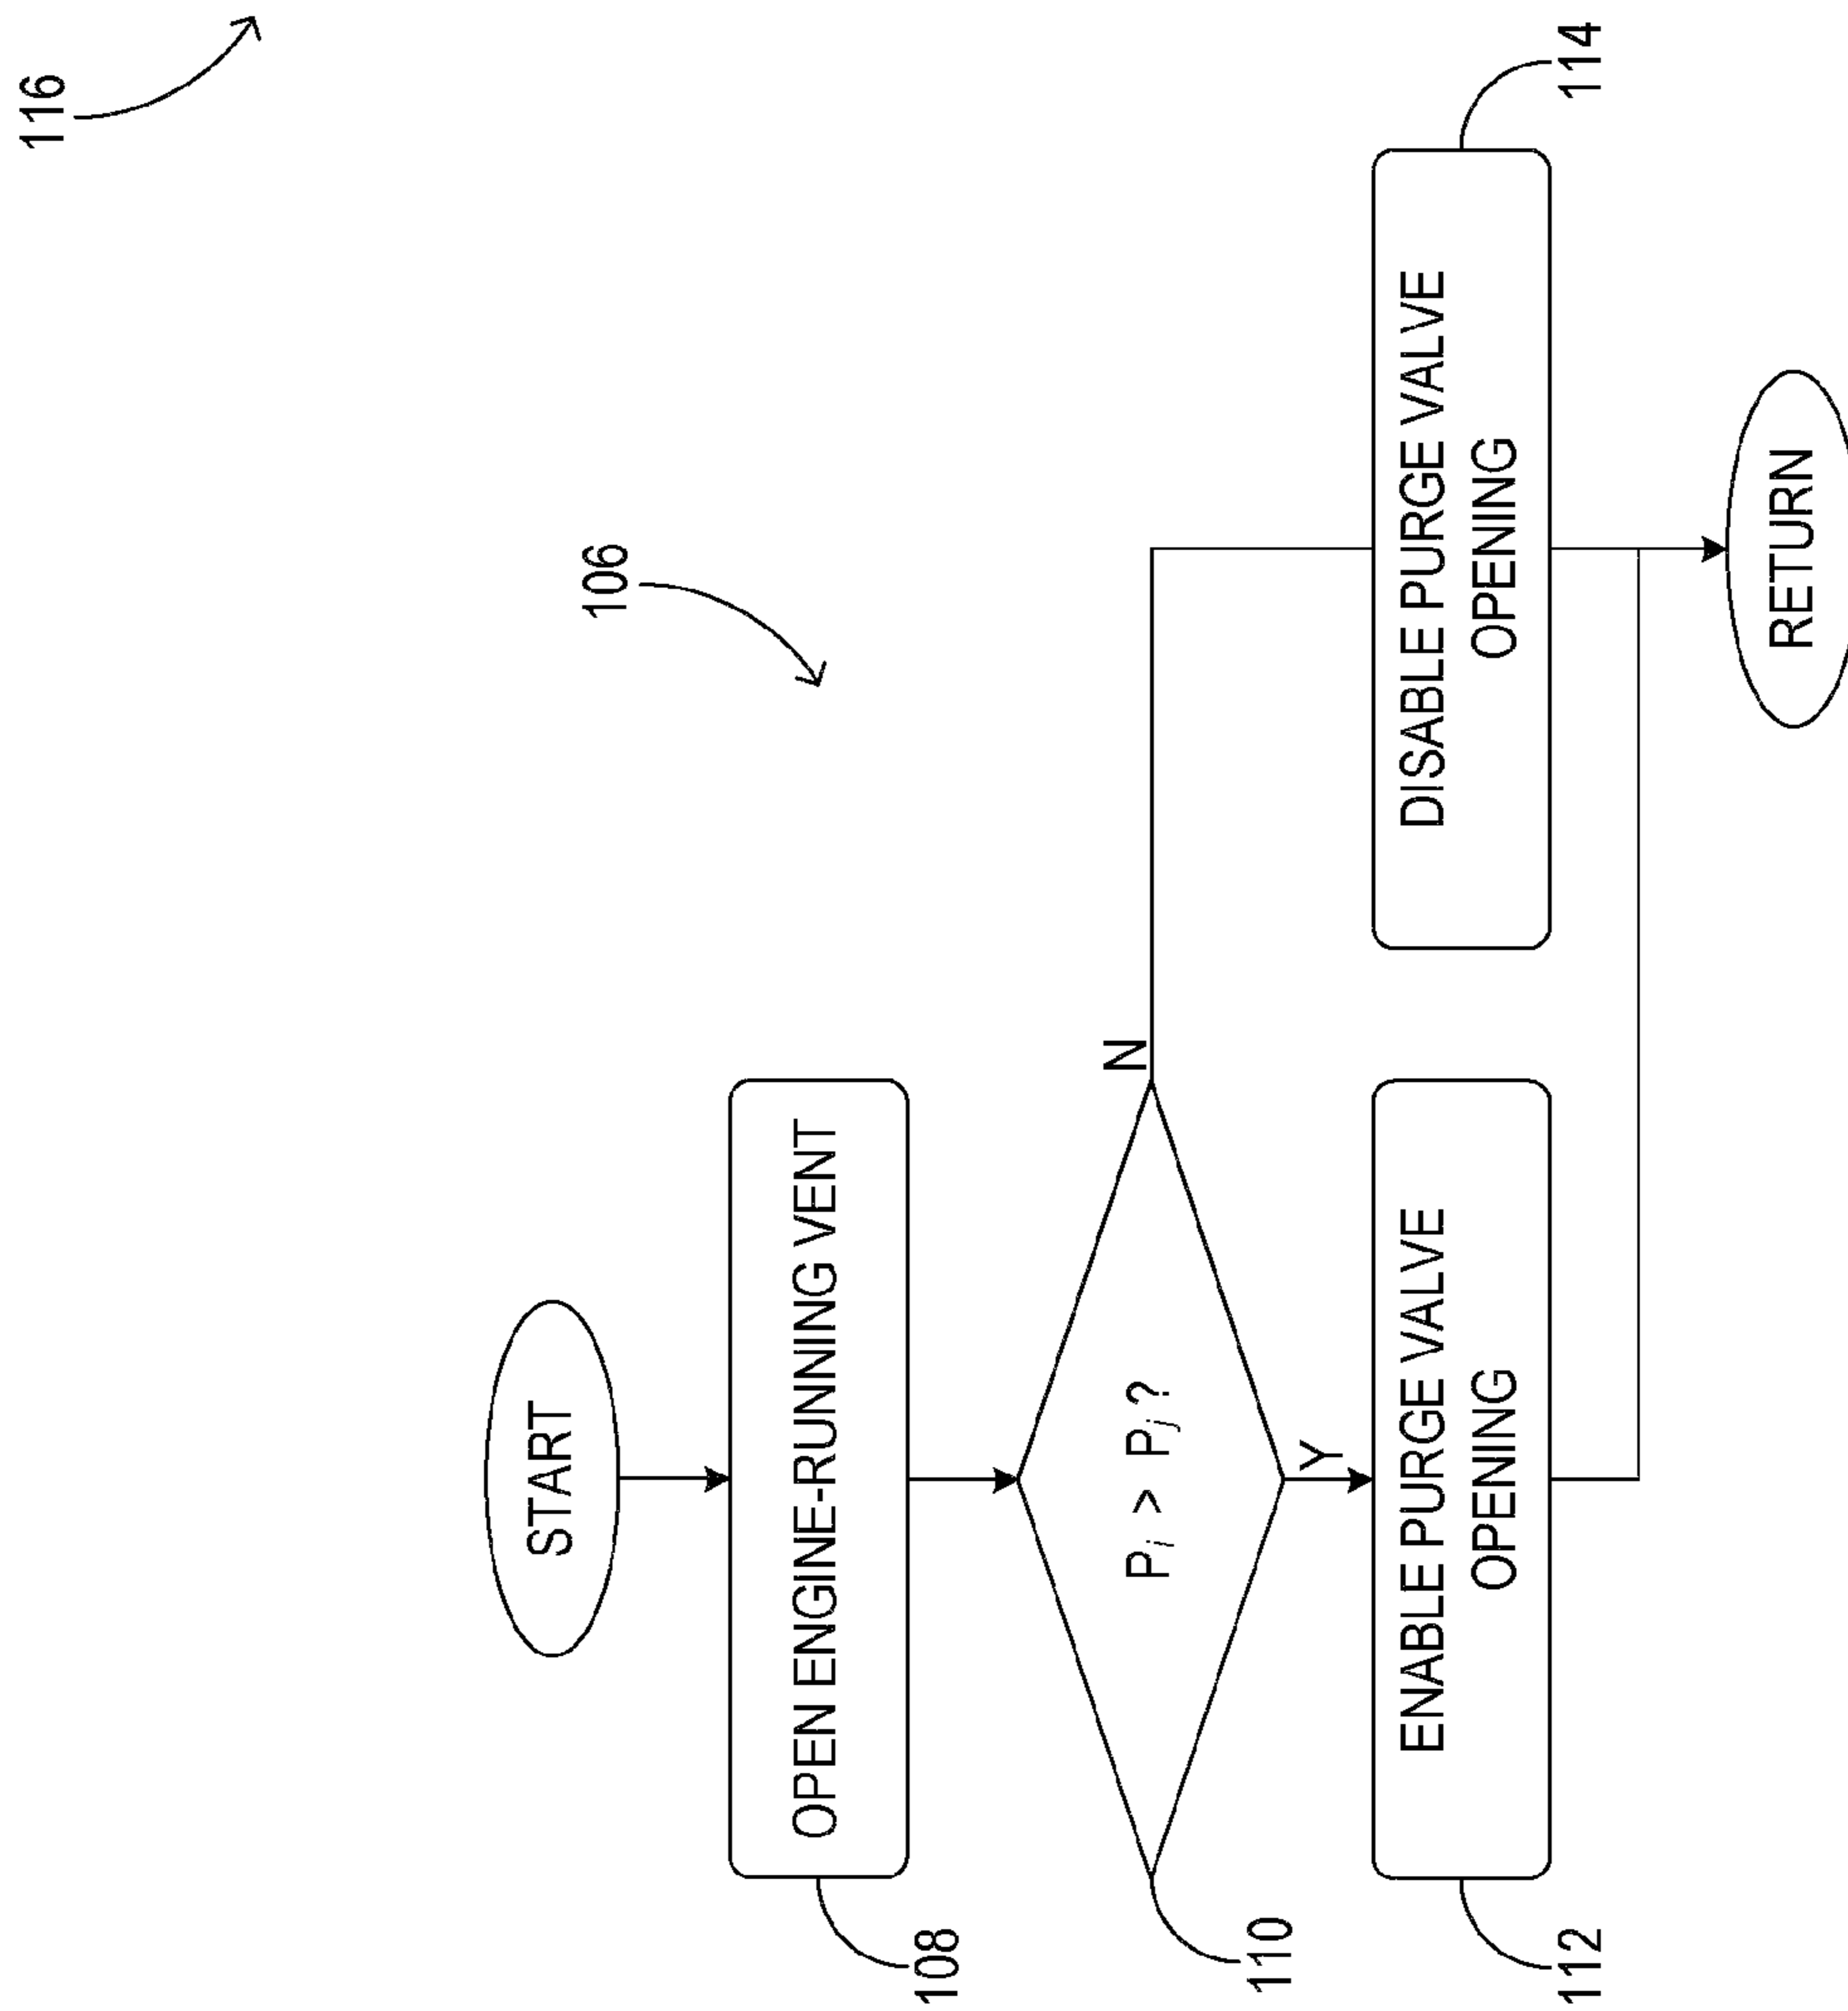 116
106
START
108
OPEN ENGINE-RUNNING VENT
110
Pi > Pj ?
N
Y
112
ENABLE PURGE VALVE
OPENING
DISABLE PURGE VALVE
OPENING
114
RETURN